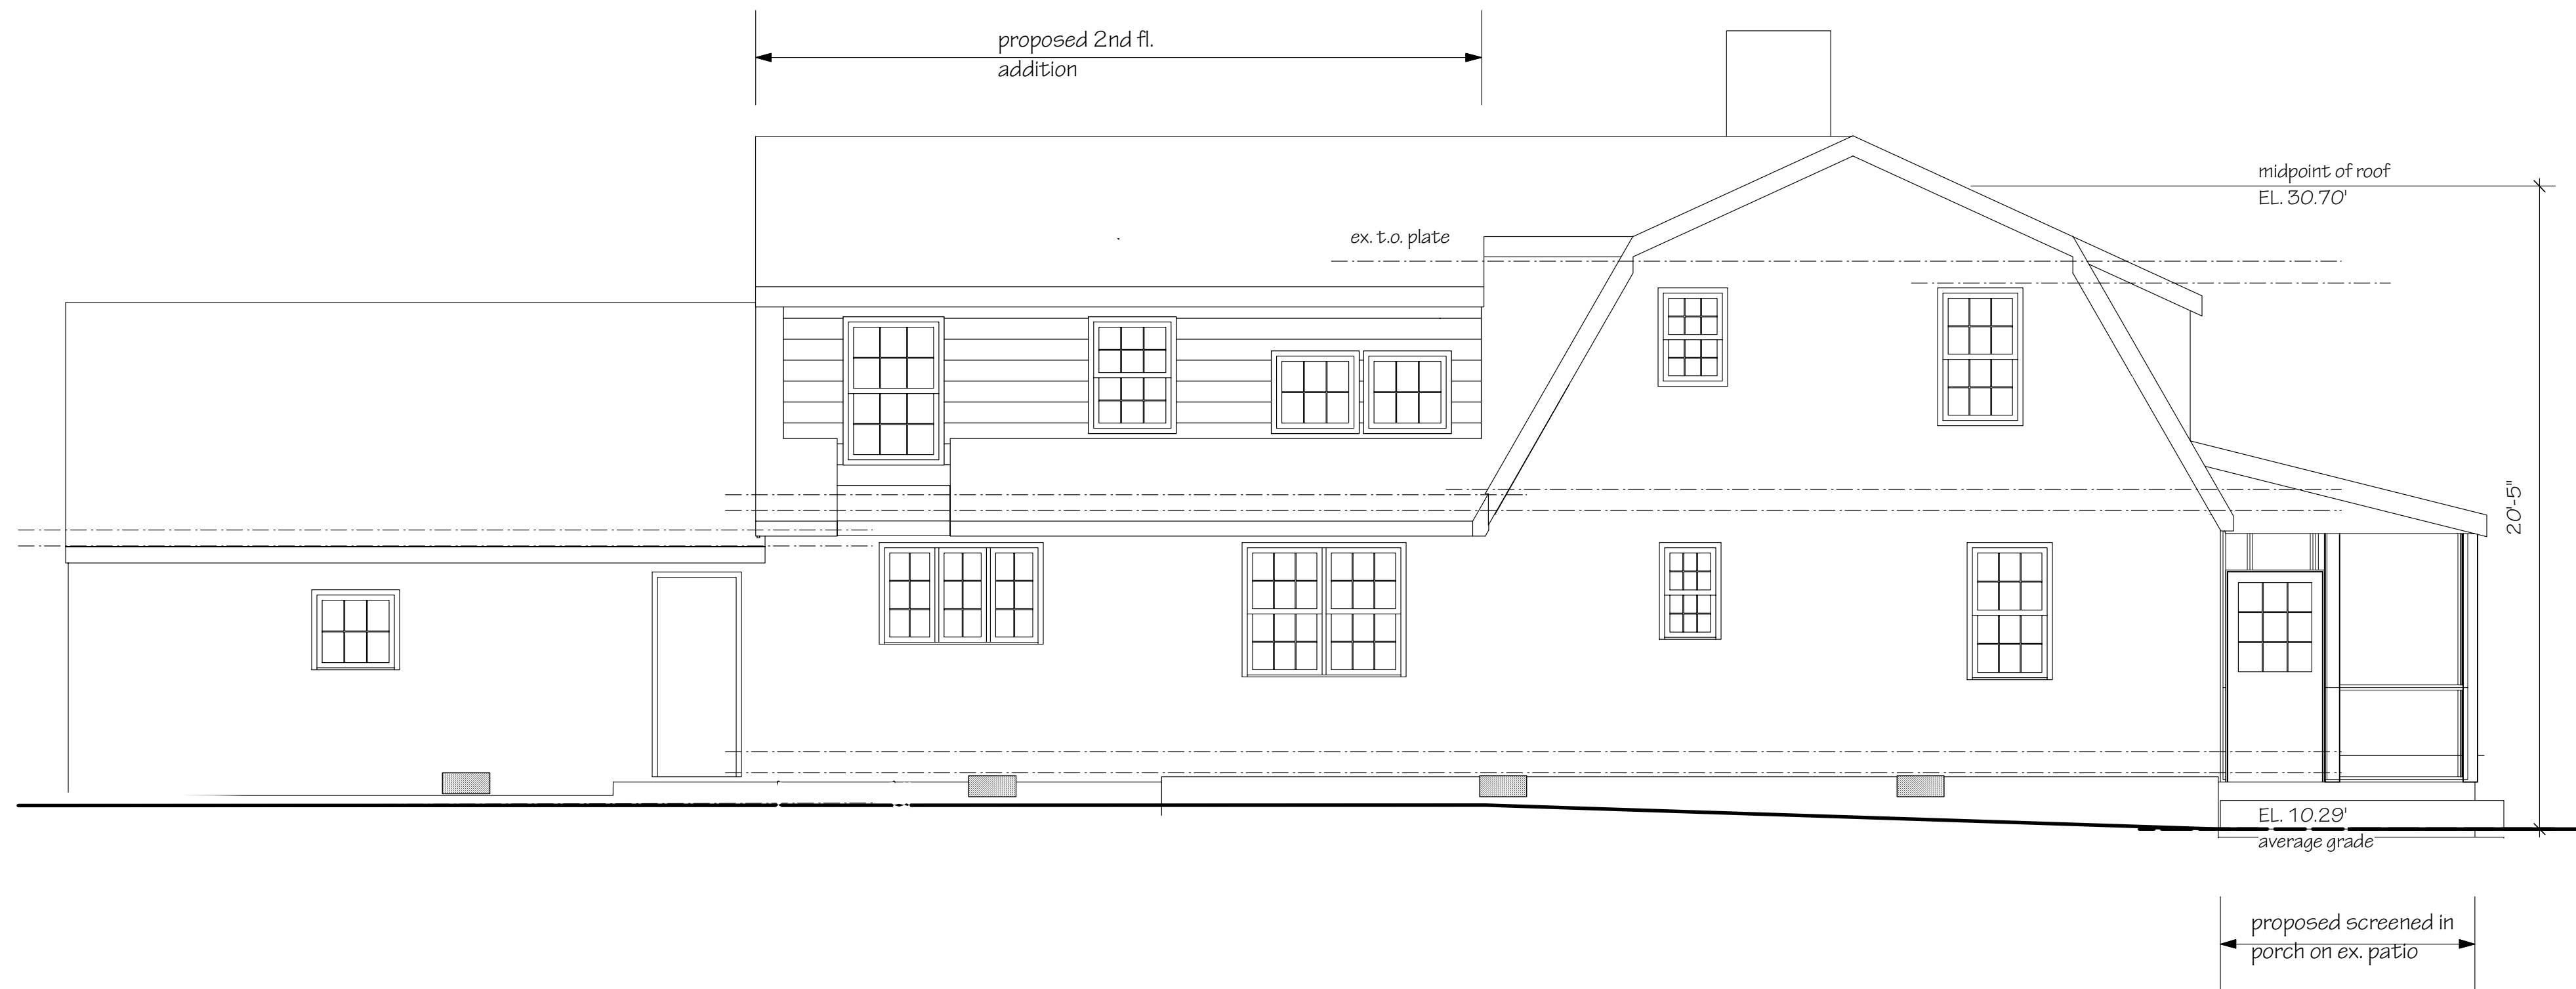 proposed 2nd fl.
addition
midpoint of roof
EL. 30.70'
ex. t.o. plate
20'-5"
EL. 10.29'
average grade
proposed screened in
porch on ex. patio